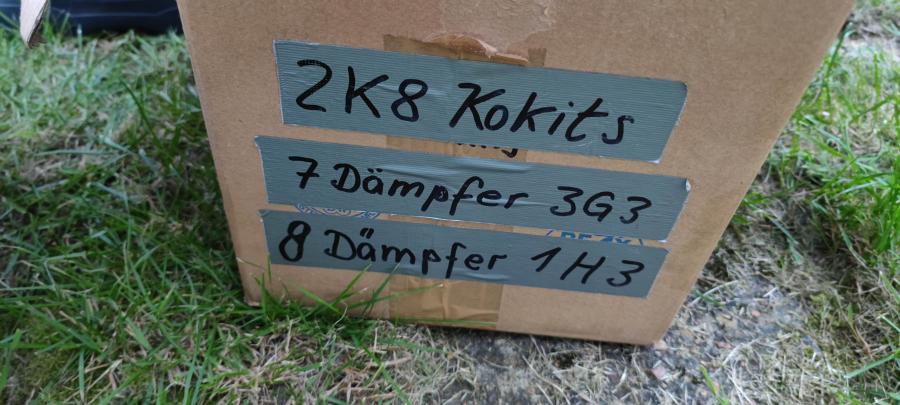 2K8 Kokits
7 Dämpfer 3G3
8 Dämpfer 1H3